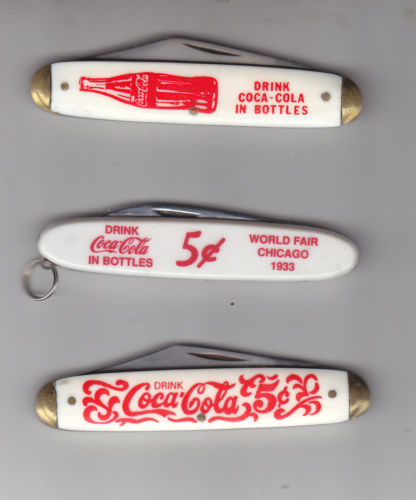 Coca-Cola
DRINK
COCA-COLA
IN BOTTLES
DRINK
Coca-Cola
IN BOTTLES
5¢
WORLD FAIR
CHICAGO
1933
DRINK
Coca-Cola 5¢